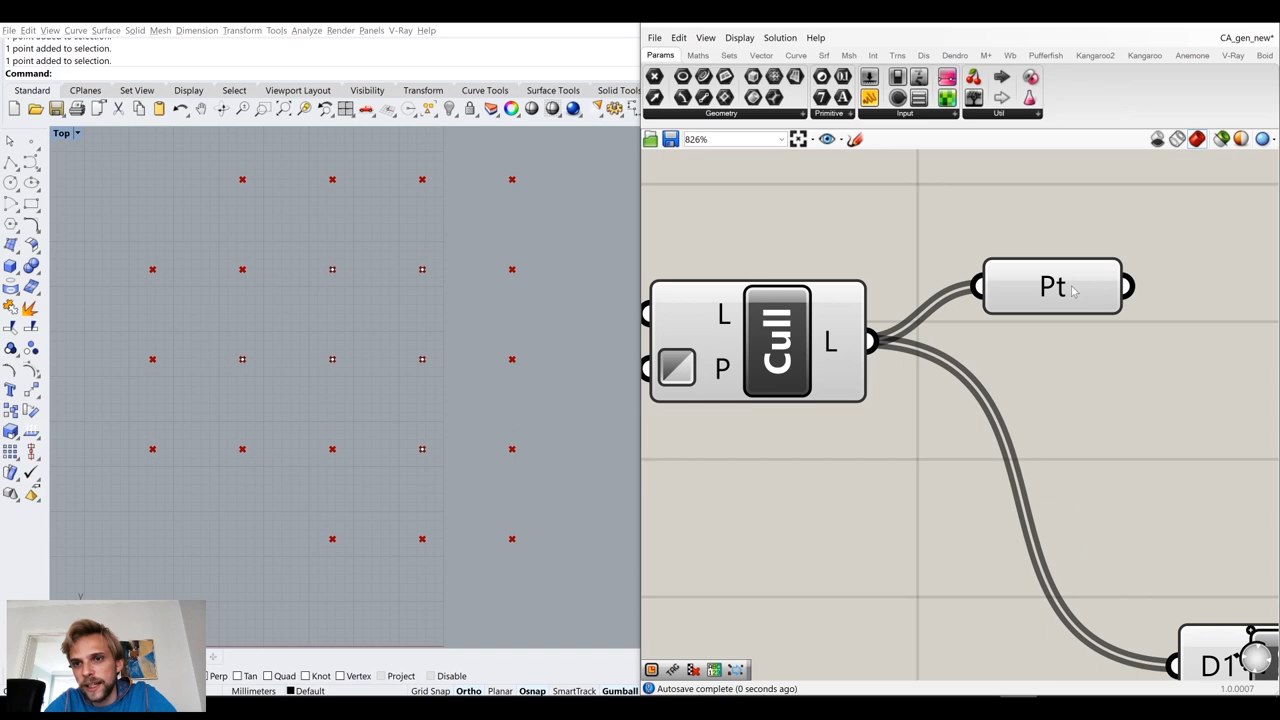 File Edit View Curve Surface Solid Mesh Dimension Transform Tools Analyze Render Panels V-Ray Help
1 point added to selection.
1 point added to selection.
Command:
Standard CPlanes Set View Display Select Viewport Layout Visibility Transform Curve Tools Surface Tools Solid Tools
Top
y
Perp Tan Quad Knot Vertex Project Disable
Millimeters Default Grid Snap Ortho Planar Osnap SmartTrack Gumball
File Edit View Display Solution Help CA_gen_new*
Params Maths Sets Vector Curve Srf Msh Int Trns Dis Dendro M+ Wb Pufferfish Kangaroo2 Kangaroo Anemone V-Ray Boid
Geometry Primitive Input Util
826%
Pt
L
Cull
L
P
D1
Autosave complete (0 seconds ago) 1.0.0007